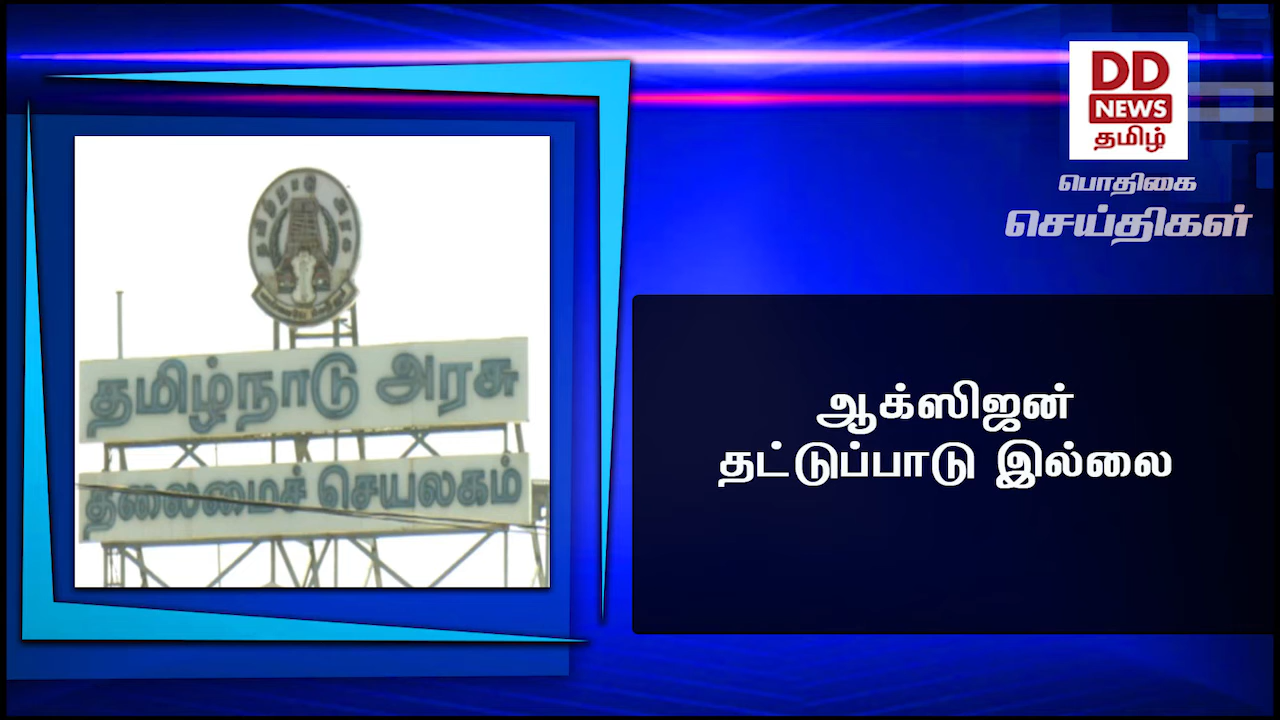 DD
NEWS
தமிழ்
பொதிகை
செய்திகள்
தமிழ்நாடு அரசு
தலைமைச் செயலகம்
ஆக்ஸிஜன்
தட்டுப்பாடு இல்லை